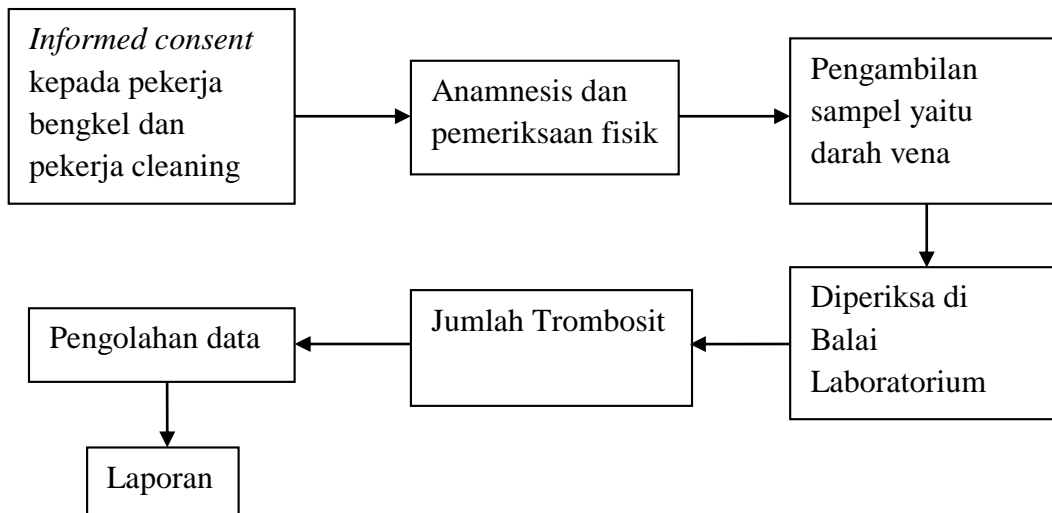 Informed consent
kepada pekerja
bengkel dan
pekerja cleaning
Anamnesis dan
pemeriksaan fisik
Pengambilan
sampel yaitu
darah vena
Diperiksa di
Balai
Laboratorium
Jumlah Trombosit
Pengolahan data
Laporan